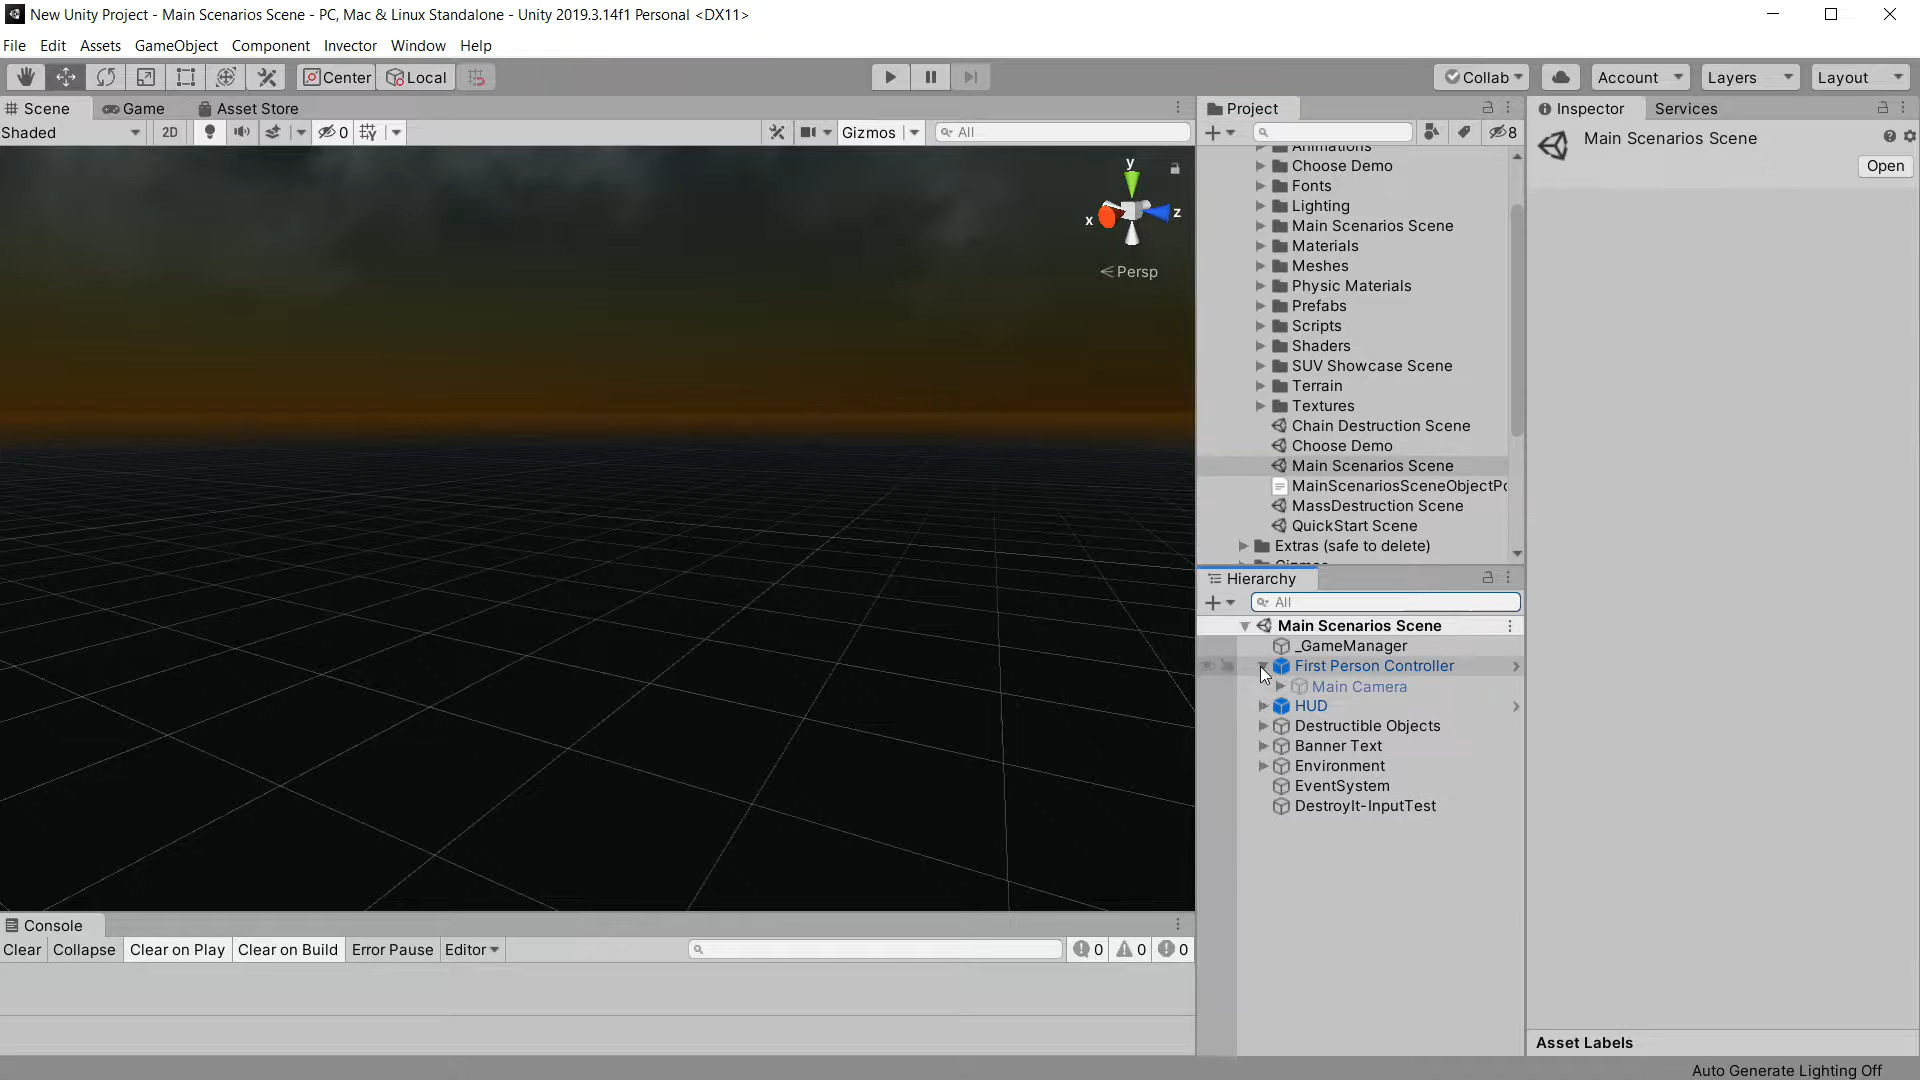 New Unity Project - Main Scenarios Scene - PC, Mac & Linux Standalone - Unity 2019.3.14f1 Personal <DX11>
File Edit Assets GameObject Component Invector Window Help
Center Local Collab Account Layers Layout
Scene Game Asset Store
Shaded 2D 0 Gizmos All
y
x z
Persp
Project
8
Animations
Choose Demo
Fonts
Lighting
Main Scenarios Scene
Materials
Meshes
Physic Materials
Prefabs
Scripts
Shaders
SUV Showcase Scene
Terrain
Textures
Chain Destruction Scene
Choose Demo
Main Scenarios Scene
MainScenariosSceneObjectPo
MassDestruction Scene
QuickStart Scene
Extras (safe to delete)
Gizmos
Hierarchy
All
Main Scenarios Scene
_GameManager
First Person Controller
Main Camera
HUD
Destructible Objects
Banner Text
Environment
EventSystem
DestroyIt-InputTest
Inspector Services
Main Scenarios Scene
Open
Console
Clear Collapse Clear on Play Clear on Build Error Pause Editor 0 0 0
Asset Labels
Auto Generate Lighting Off